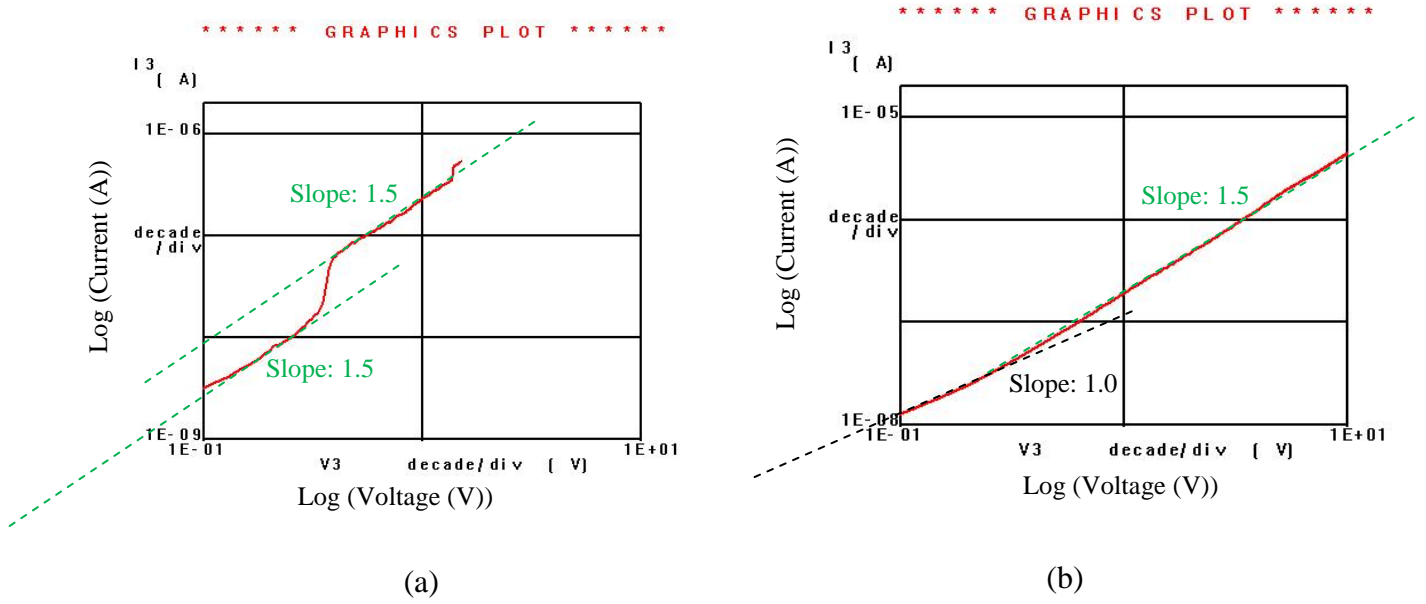 * * * * * * GRAPHICS PLOT * * * * * *
I3
[ A]
1E-06
Log (Current (A))
Slope: 1.5
decade
/div
Slope: 1.5
1E-09
1E-01
1E+01
V3 decade/div [ V]
Log (Voltage (V))
(a)
* * * * * * GRAPHICS PLOT * * * * * *
I3
[ A]
1E-05
Log (Current (A))
Slope: 1.5
decade
/div
Slope: 1.0
1E-08
1E-01
1E+01
V3 decade/div [ V]
Log (Voltage (V))
(b)